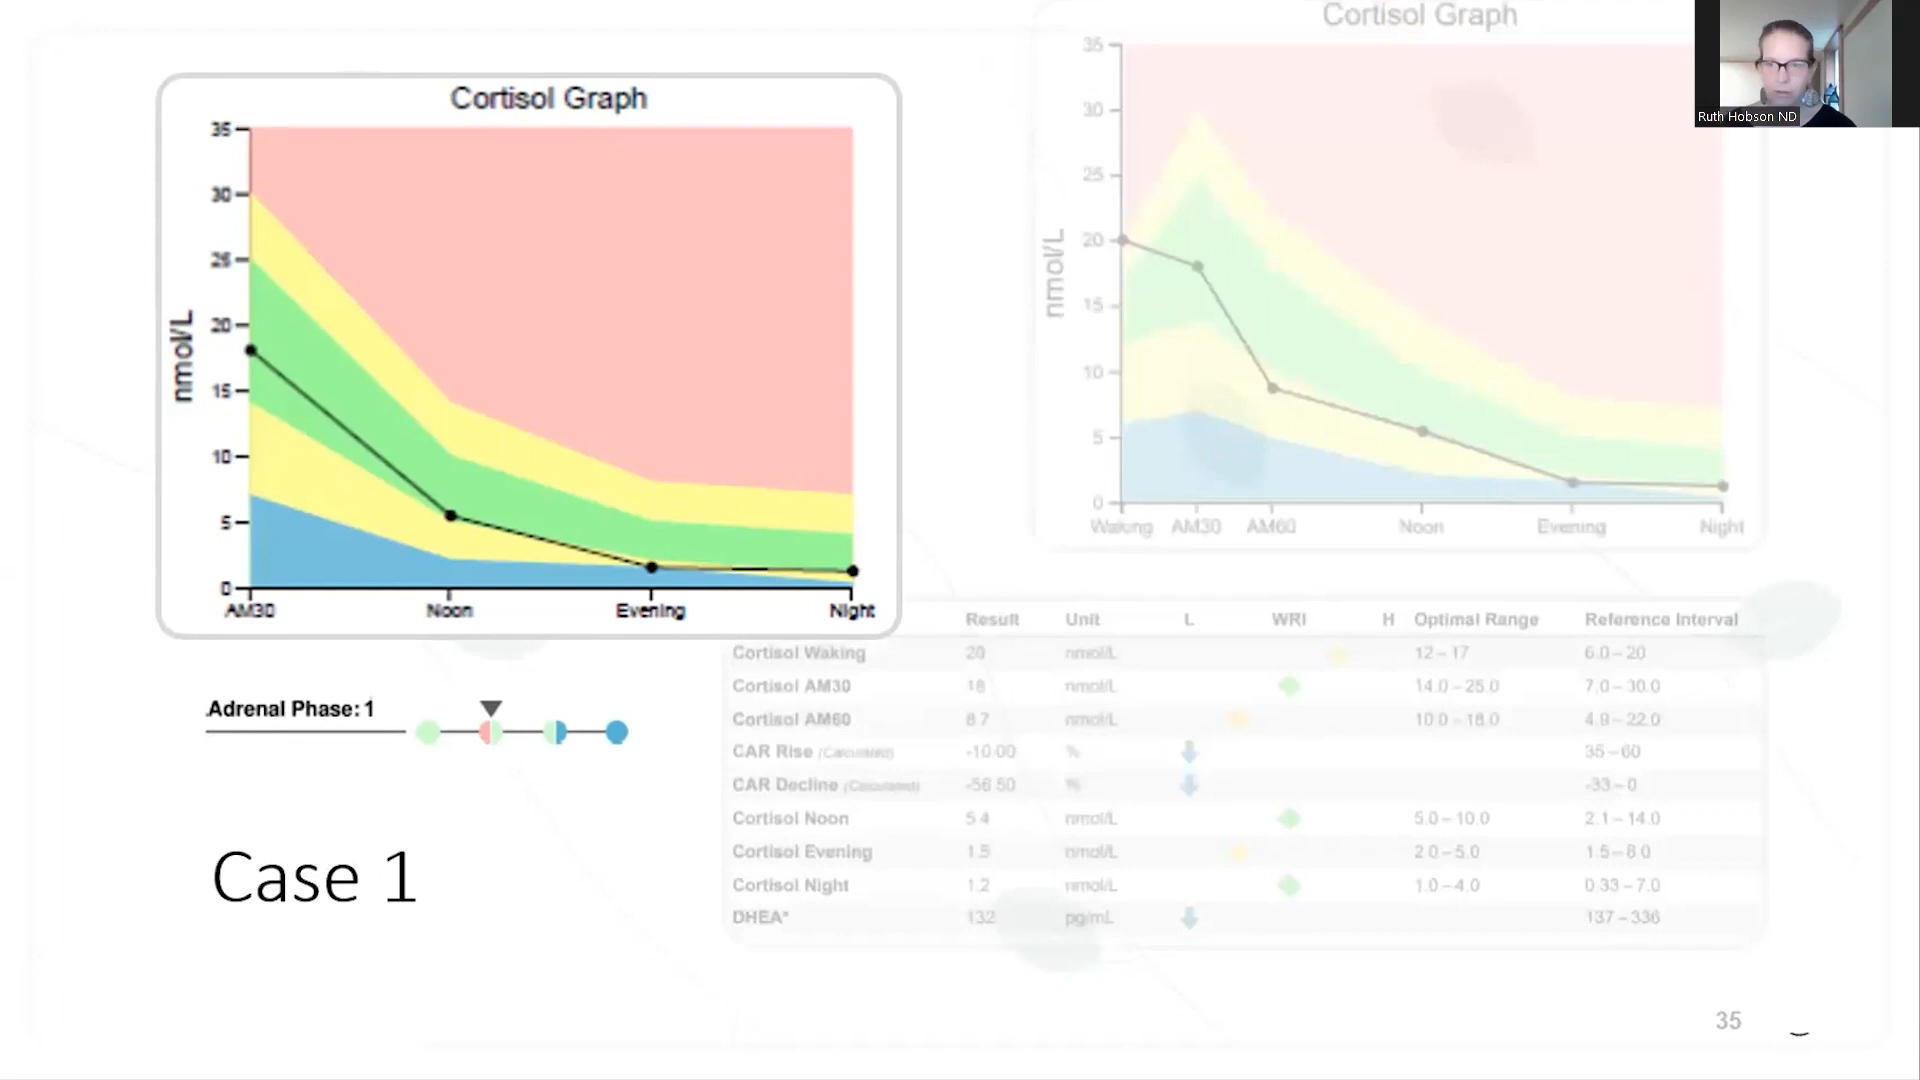 Cortisol Graph
35
30
25
20
15
10
5
0
nmol/L
AM30 Noon Evening Night
Adrenal Phase: 1
Case 1
Cortisol Graph
35
30
25
20
15
10
5
0
nmol/L
Waking AM30 AM60 Noon Evening Night
Ruth Hobson ND
Result Unit L WRI H Optimal Range Reference Interval
Cortisol Waking 20 nmol/L 12 – 17 6.0 – 20
Cortisol AM30 18 nmol/L 14.0 – 25.0 7.0 – 30.0
Cortisol AM60 8.7 nmol/L 10.0 – 18.0 4.9 – 22.0
CAR Rise (Calculated) -10.00 % 35 – 60
CAR Decline (Calculated) -56.50 % -33 – 0
Cortisol Noon 5.4 nmol/L 5.0 – 10.0 2.1 – 14.0
Cortisol Evening 1.5 nmol/L 2.0 – 5.0 1.5 – 8.0
Cortisol Night 1.2 nmol/L 1.0 – 4.0 0.33 – 7.0
DHEA* 132 pg/mL 137 – 336
35